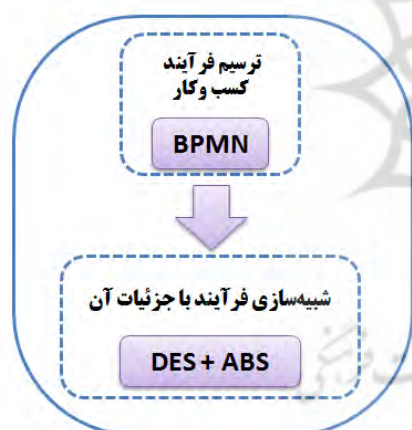 ترسیم فرآیند
کسب وکار
BPMN
شبیه‌سازی فرآیند با جزئیات آن
DES + ABS